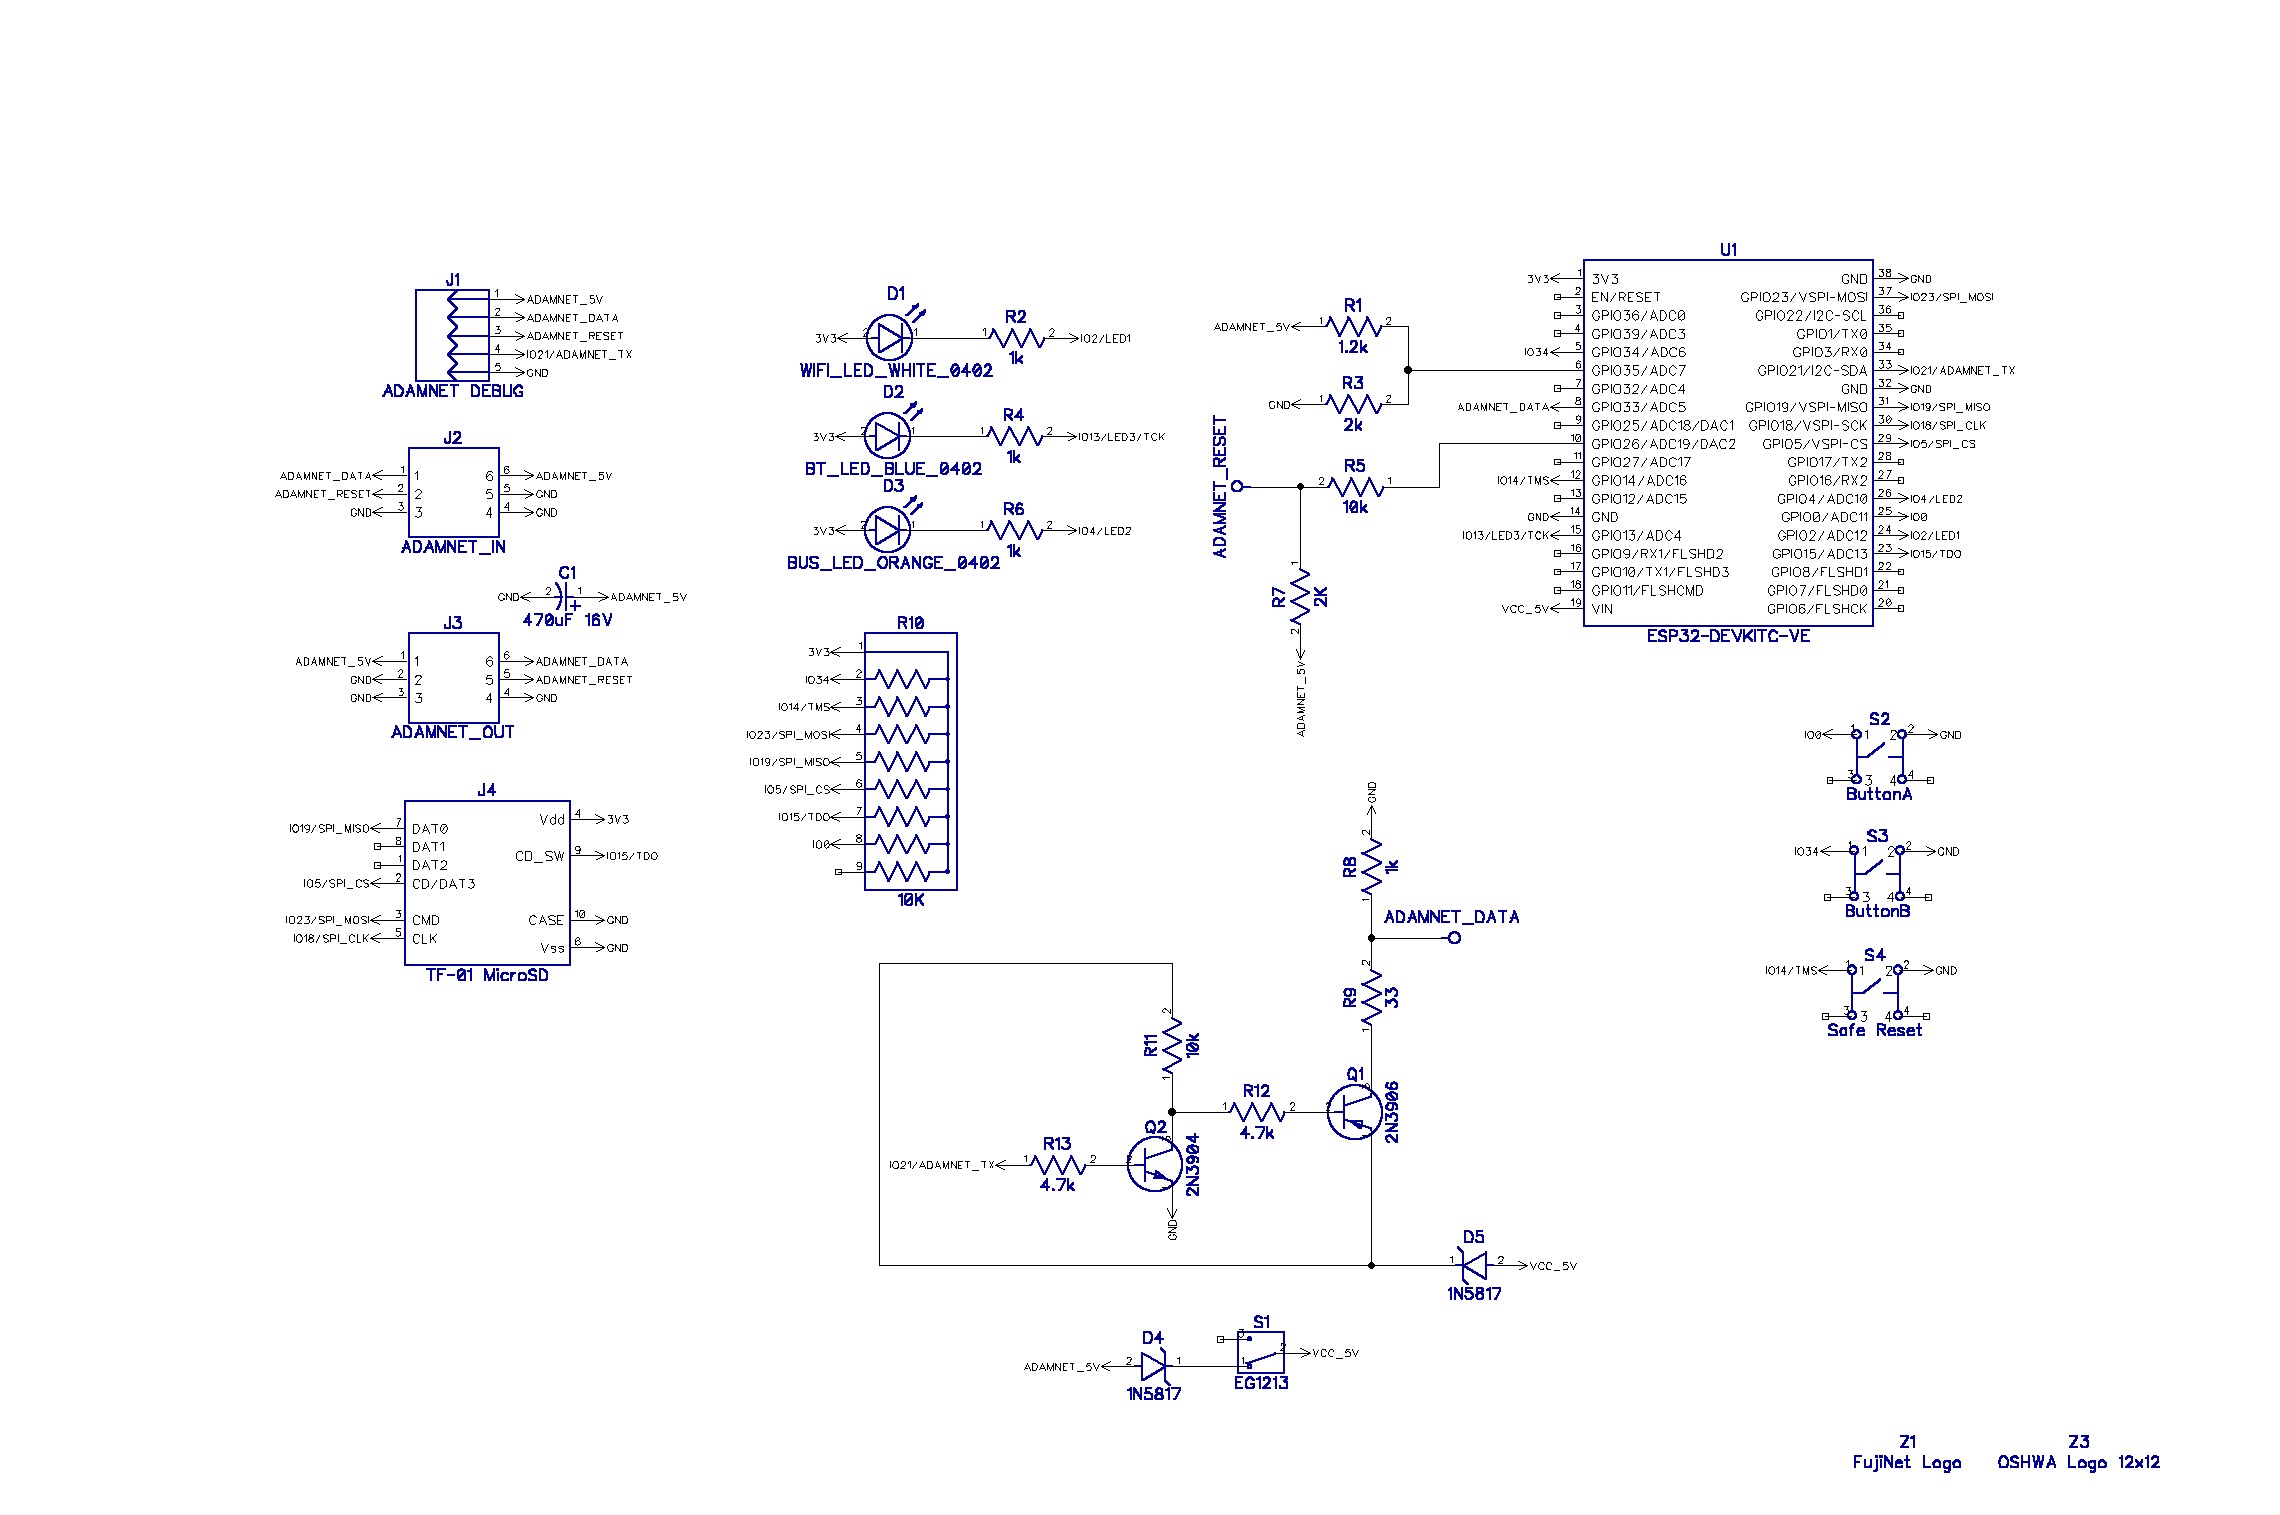 J1
1 ADAMNET_5V
2 ADAMNET_DATA
3 ADAMNET_RESET
4 IO21/ADAMNET_TX
5 GND
ADAMNET DEBUG
J2
ADAMNET_DATA 1 1 6 6 ADAMNET_5V
ADAMNET_RESET 2 2 5 5 GND
GND 3 3 4 4 GND
ADAMNET_IN
C1
GND 2 1 ADAMNET_5V
+
470uF 16V
J3
ADAMNET_5V 1 1 6 6 ADAMNET_DATA
GND 2 2 5 5 ADAMNET_RESET
GND 3 3 4 4 GND
ADAMNET_OUT
J4
Vdd 4 3V3
IO19/SPI_MISO 7 DAT0
8 DAT1
CD_SW 9 IO15/TDO
1 DAT2
IO5/SPI_CS 2 CD/DAT3
IO23/SPI_MOSI 3 CMD
CASE 10 GND
IO18/SPI_CLK 5 CLK
Vss 6 GND
TF-01 MicroSD
D1
R2
3V3 2 1 1 2 IO2/LED1
1k
WIFI_LED_WHITE_0402
D2
R4
3V3 2 1 1 2 IO13/LED3/TCK
1k
BT_LED_BLUE_0402
D3
R6
3V3 2 1 1 2 IO4/LED2
1k
BUS_LED_ORANGE_0402
R10
3V3 1
IO34 2
IO14/TMS 3
IO23/SPI_MOSI 4
IO19/SPI_MISO 5
IO5/SPI_CS 6
IO15/TDO 7
IO0 8
9
10K
R1
ADAMNET_5V 1 2
1.2k
R3
GND 1 2
2k
ADAMNET_RESET
R5
2 1
10k
1
R7
2K
2
ADAMNET_5V
U1
3V3 1 3V3 GND 38 GND
2 EN/RESET GPIO23/VSPI-MOSI 37 IO23/SPI_MOSI
3 GPIO36/ADC0 GPIO22/I2C-SCL 36
4 GPIO39/ADC3 GPIO1/TX0 35
IO34 5 GPIO34/ADC6 GPIO3/RX0 34
6 GPIO35/ADC7 GPIO21/I2C-SDA 33 IO21/ADAMNET_TX
7 GPIO32/ADC4 GND 32 GND
ADAMNET_DATA 8 GPIO33/ADC5 GPIO19/VSPI-MISO 31 IO19/SPI_MISO
9 GPIO25/ADC18/DAC1 GPIO18/VSPI-SCK 30 IO18/SPI_CLK
10 GPIO26/ADC19/DAC2 GPIO5/VSPI-CS 29 IO5/SPI_CS
11 GPIO27/ADC17 GPIO17/TX2 28
IO14/TMS 12 GPIO14/ADC16 GPIO16/RX2 27
13 GPIO12/ADC15 GPIO4/ADC10 26 IO4/LED2
GND 14 GND GPIO0/ADC11 25 IO0
IO13/LED3/TCK 15 GPIO13/ADC4 GPIO2/ADC12 24 IO2/LED1
16 GPIO9/RX1/FLSHD2 GPIO15/ADC13 23 IO15/TDO
17 GPIO10/TX1/FLSHD3 GPIO8/FLSHD1 22
18 GPIO11/FLSHCMD GPIO7/FLSHD0 21
VCC_5V 19 VIN GPIO6/FLSHCK 20
ESP32-DEVKITC-VE
S2
IO0 1 1 2 2 GND
3 3 4 4
ButtonA
S3
IO34 1 1 2 2 GND
3 3 4 4
ButtonB
S4
IO14/TMS 1 1 2 2 GND
3 3 4 4
Safe Reset
GND
2
R8
1k
1
ADAMNET_DATA
2
R9
33
1
2
R11
10k
1
R12
1 2
4.7k
Q1
2
3
2N3906
R13
IO21/ADAMNET_TX 1 2
4.7k
Q2
2
3
2N3904
GND
D5
1 2 VCC_5V
1N5817
D4
ADAMNET_5V 2 1
1N5817
S1
3
1
2 VCC_5V
EG1213
Z1
FujiNet Logo
Z3
OSHWA Logo 12x12